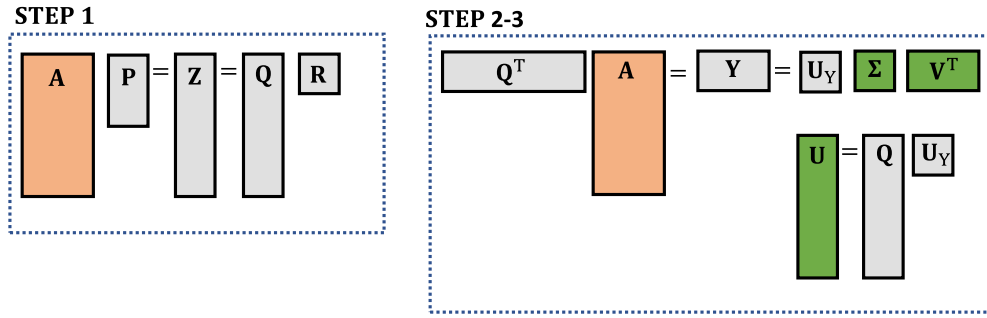 STEP 1
A P = Z = Q R
STEP 2-3
Qᵀ A = Y = U_Y Σ Vᵀ
U = Q U_Y